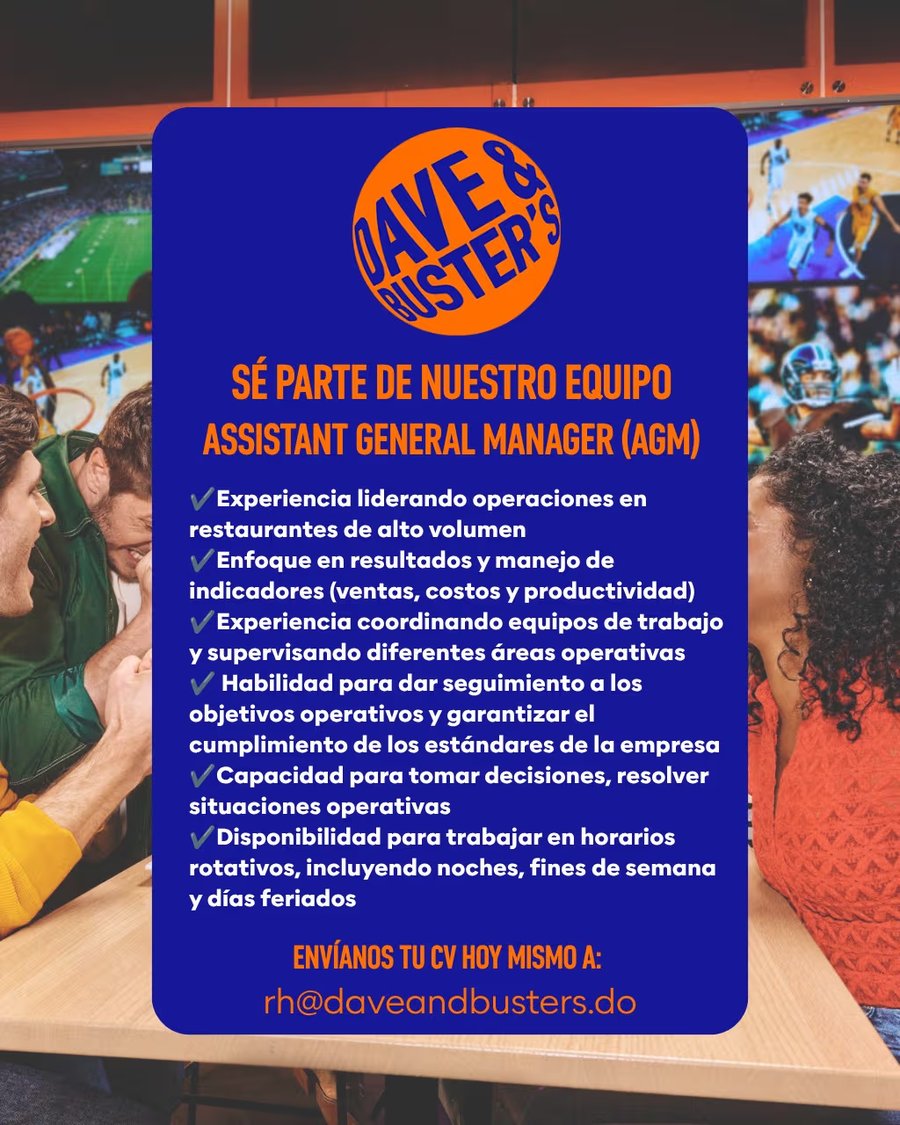 DAVE &
BUSTER'S
SÉ PARTE DE NUESTRO EQUIPO
ASSISTANT GENERAL MANAGER (AGM)
✔Experiencia liderando operaciones en
restaurantes de alto volumen
✔Enfoque en resultados y manejo de
indicadores (ventas, costos y productividad)
✔Experiencia coordinando equipos de trabajo
y supervisando diferentes áreas operativas
✔ Habilidad para dar seguimiento a los
objetivos operativos y garantizar el
cumplimiento de los estándares de la empresa
✔Capacidad para tomar decisiones, resolver
situaciones operativas
✔Disponibilidad para trabajar en horarios
rotativos, incluyendo noches, fines de semana
y días feriados
ENVÍANOS TU CV HOY MISMO A:
rh@daveandbusters.do